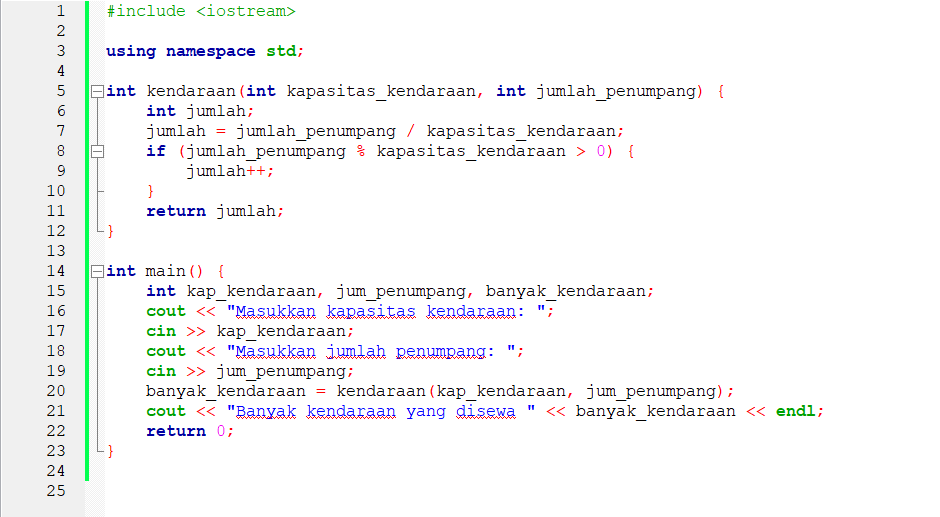 1 #include <iostream>
2
3 using namespace std;
4
5 int kendaraan(int kapasitas_kendaraan, int jumlah_penumpang) {
6     int jumlah;
7     jumlah = jumlah_penumpang / kapasitas_kendaraan;
8     if (jumlah_penumpang % kapasitas_kendaraan > 0) {
9         jumlah++;
10     }
11     return jumlah;
12 }
13
14 int main() {
15     int kap_kendaraan, jum_penumpang, banyak_kendaraan;
16     cout << "Masukkan kapasitas kendaraan: ";
17     cin >> kap_kendaraan;
18     cout << "Masukkan jumlah penumpang: ";
19     cin >> jum_penumpang;
20     banyak_kendaraan = kendaraan(kap_kendaraan, jum_penumpang);
21     cout << "Banyak kendaraan yang disewa " << banyak_kendaraan << endl;
22     return 0;
23 }
24
25